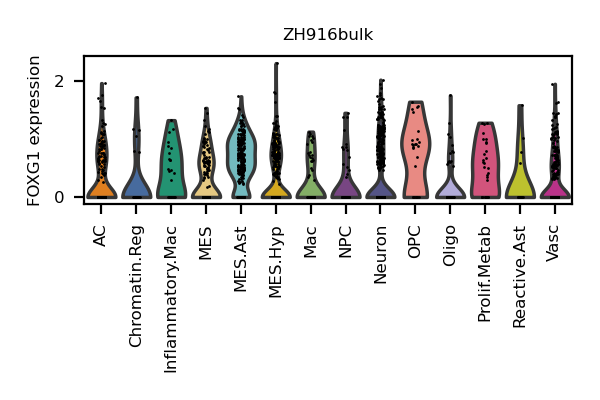 ZH916bulk
FOXG1 expression
2
0
AC
Chromatin.Reg
Inflammatory.Mac
MES
MES.Ast
MES.Hyp
Mac
NPC
Neuron
OPC
Oligo
Prolif.Metab
Reactive.Ast
Vasc